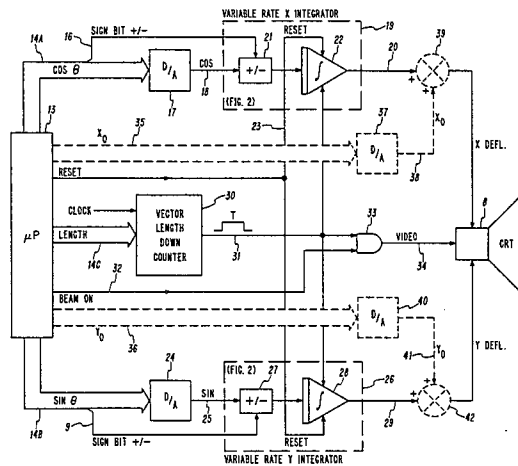 VARIABLE RATE X INTEGRATOR
14A
16
SIGN BIT +/-
19
39
21
RESET
22
20
COS θ
D/A
COS
+/-
∫
+
+
17
18
13
35
(FIG. 2)
23
37
X₀
D/A
X₀
38
RESET
X DEFL.
30
CLOCK
VECTOR LENGTH DOWN COUNTER
T
33
8
μP
LENGTH
31
VIDEO
CRT
14C
32
34
BEAM ON
40
Y₀
D/A
Y DEFL.
36
41
Y₀
24
(FIG. 2)
27
28
26
D/A
SIN
+/-
∫
+
+
SIN θ
25
29
42
9
RESET
14B
SIGN BIT +/-
VARIABLE RATE Y INTEGRATOR